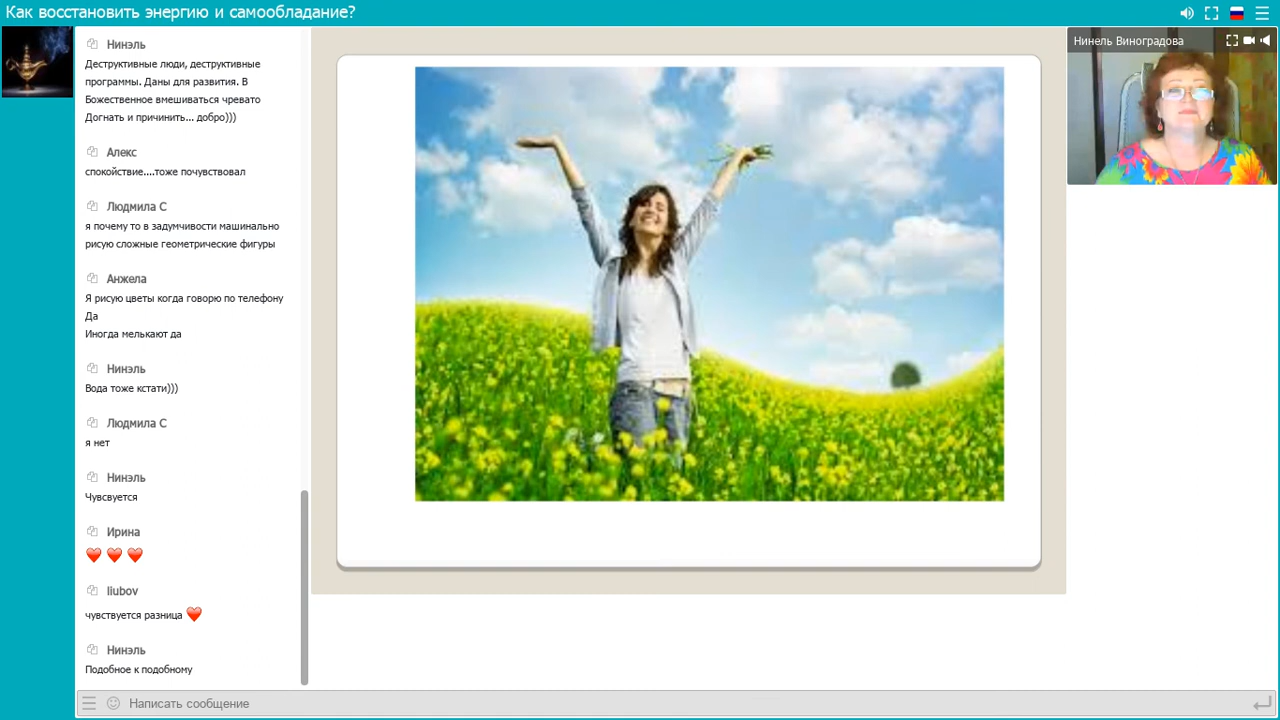 Как восстановить энергию и самообладание?
Нинэль
Деструктивные люди, деструктивные
программы. Даны для развития. В
Божественное вмешиваться чревато
Догнать и причинить... добро)))
Алекс
спокойствие....тоже почувствовал
Людмила С
я почему то в задумчивости машинально
рисую сложные геометрические фигуры
Анжела
Я рисую цветы когда говорю по телефону
Да
Иногда мелькают да
Нинэль
Вода тоже кстати)))
Людмила С
я нет
Нинэль
Чувсвуется
Ирина
liubov
чувствуется разница
Нинэль
Подобное к подобному
Написать сообщение
Нинель Виноградова